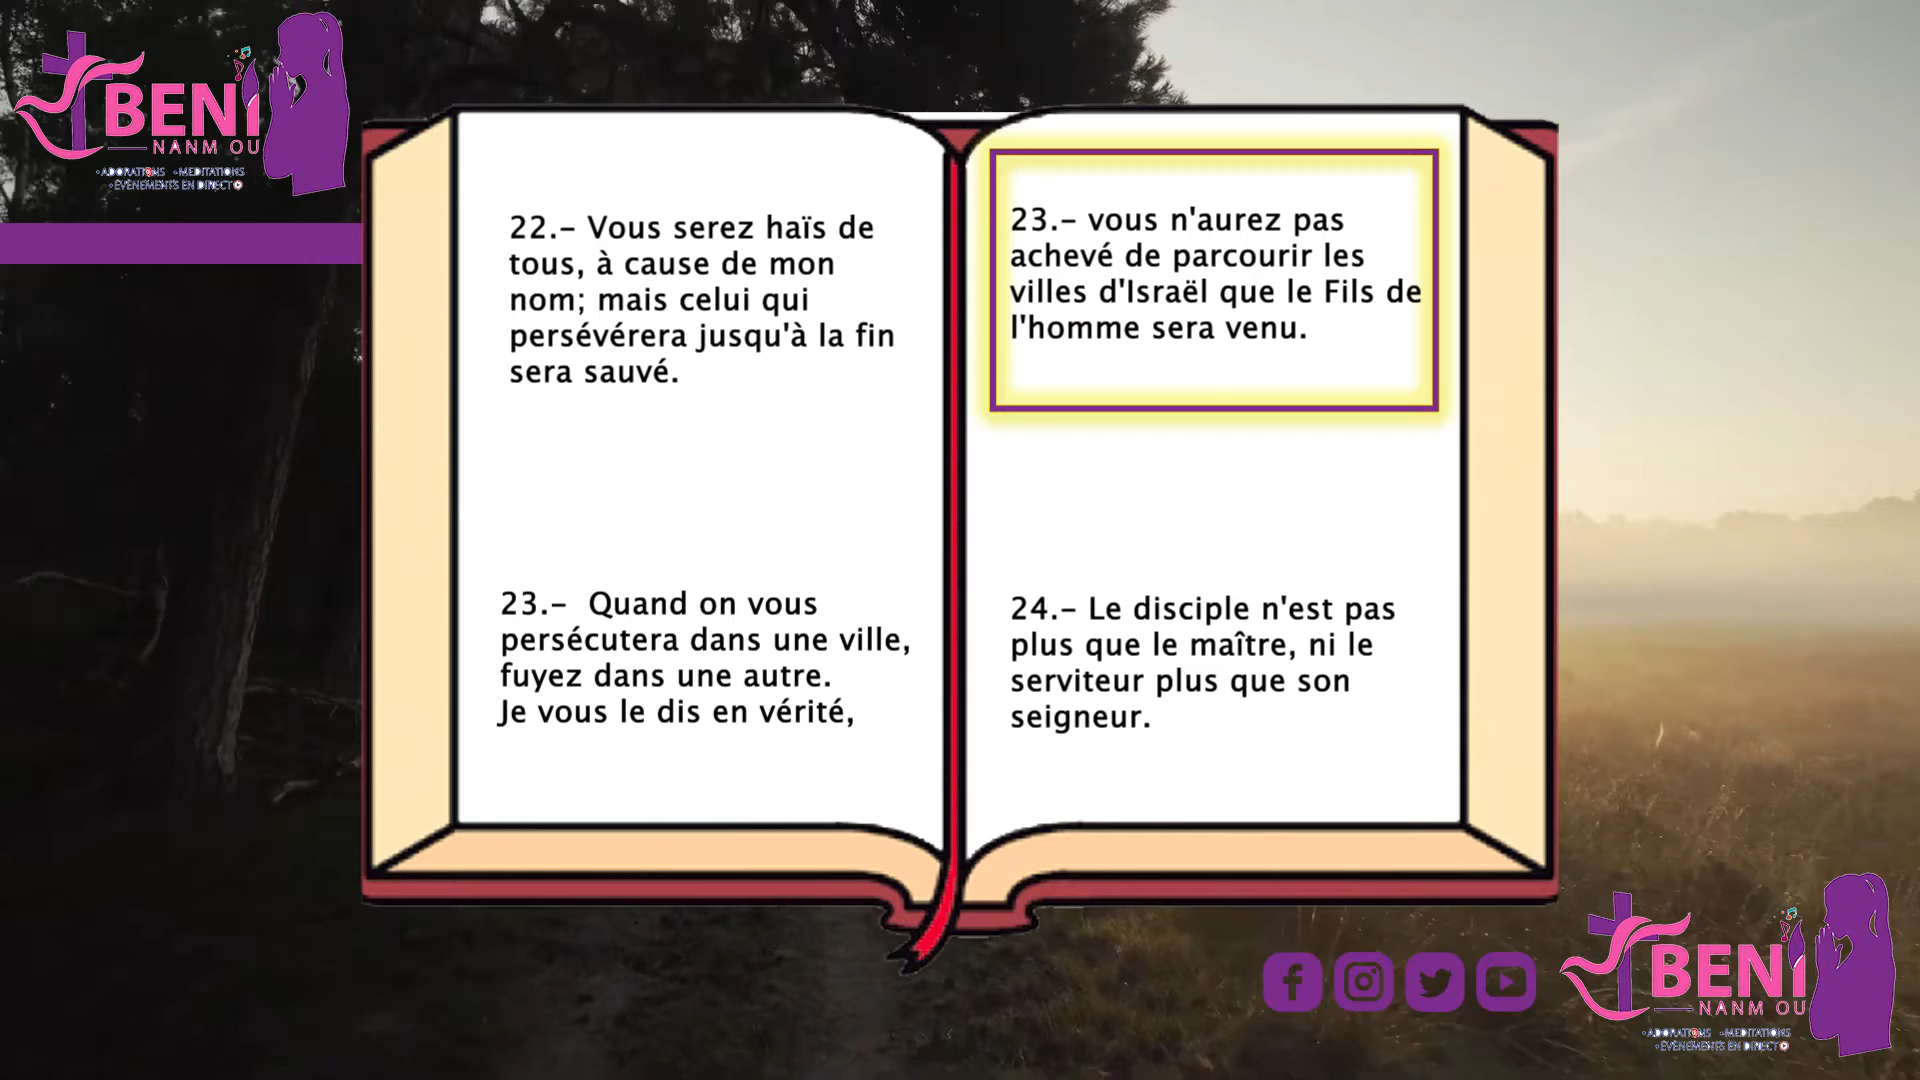 BENI
NANM OU
·ADORATIONS ·MEDITATIONS
·ÉVÈNEMENTS EN DIRECT
22.- Vous serez haïs de
tous, à cause de mon
nom; mais celui qui
persévérera jusqu'à la fin
sera sauvé.
23.-  Quand on vous
persécutera dans une ville,
fuyez dans une autre.
Je vous le dis en vérité,
23.- vous n'aurez pas
achevé de parcourir les
villes d'Israël que le Fils de
l'homme sera venu.
24.- Le disciple n'est pas
plus que le maître, ni le
serviteur plus que son
seigneur.
BENI
NANM OU
·ADORATIONS ·MEDITATIONS
·ÉVÈNEMENTS EN DIRECT